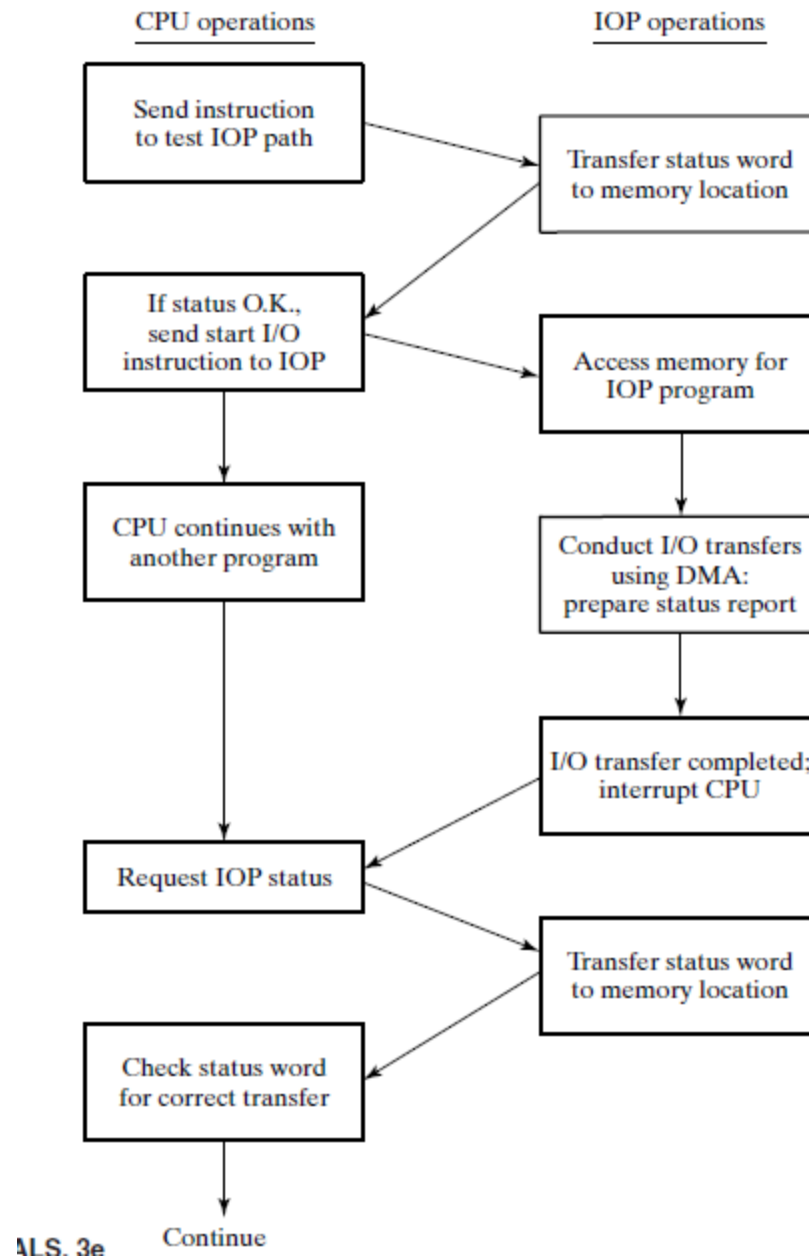 CPU operations
IOP operations
Send instruction
to test IOP path
Transfer status word
to memory location
If status O.K.,
send start I/O
instruction to IOP
Access memory for
IOP program
CPU continues with
another program
Conduct I/O transfers
using DMA:
prepare status report
I/O transfer completed;
interrupt CPU
Request IOP status
Transfer status word
to memory location
Check status word
for correct transfer
Continue
ALS, 3e